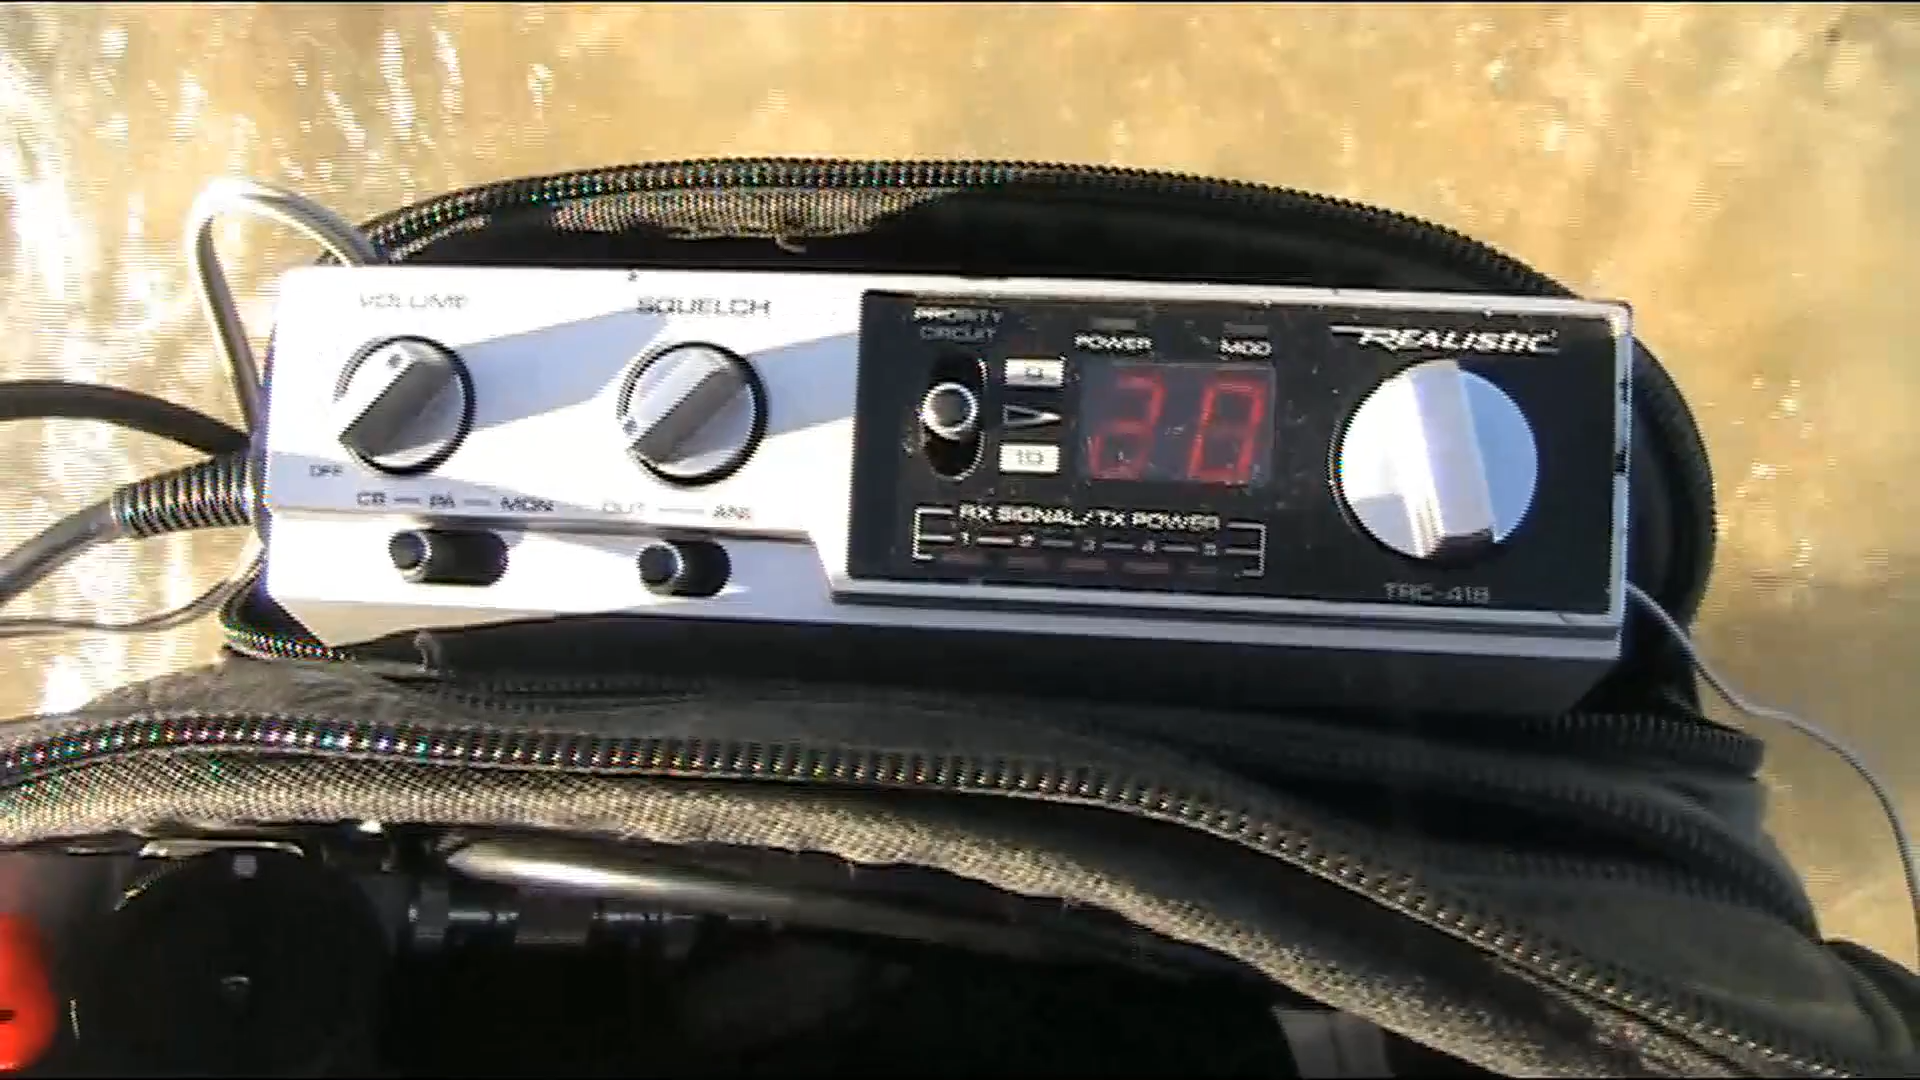 VOLUME
SQUELCH
OFF
CB PA MON
OUT ANL
PRIORITY
CIRCUIT
9
10
POWER
MOD
20
RX SIGNAL/TX POWER
1 2 3 4 5
REALISTIC
TRC-418